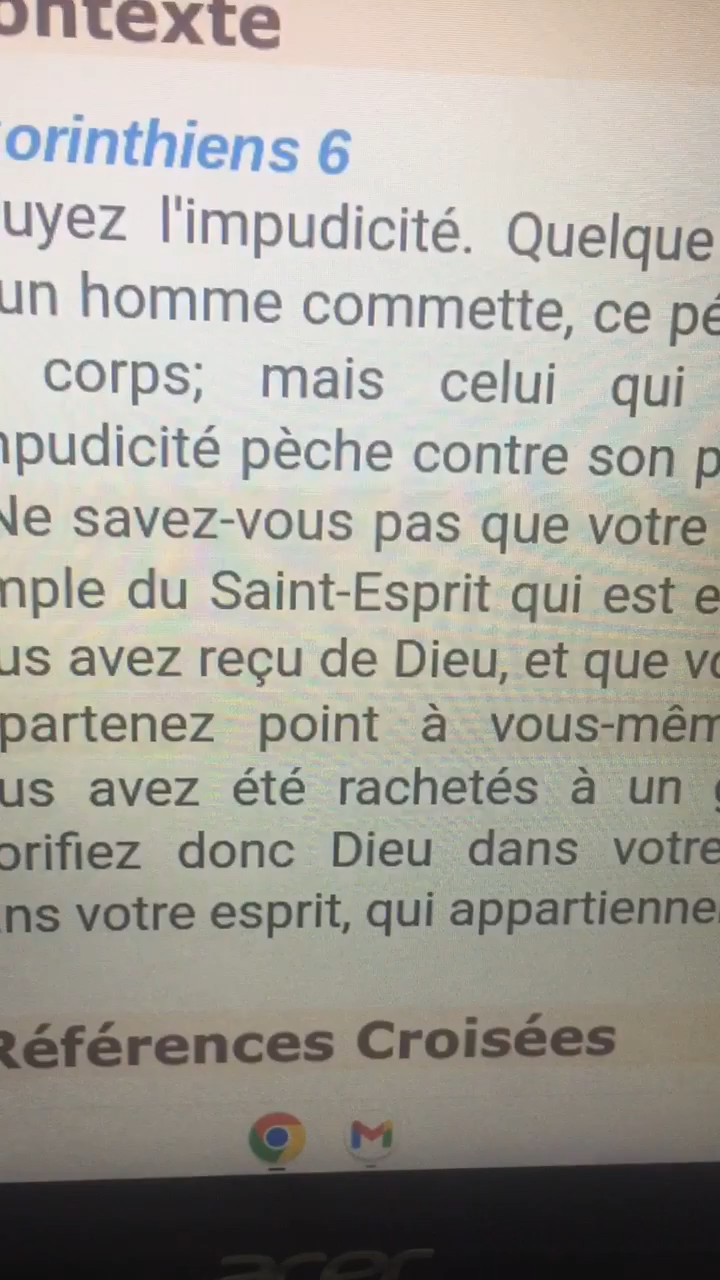 ontexte
orinthiens 6
uyez l'impudicité. Quelque
un homme commette, ce pé
corps; mais celui qui
mpudicité pèche contre son p
Ne savez-vous pas que votre
mple du Saint-Esprit qui est e
us avez reçu de Dieu, et que vo
partenez point à vous-mêm
us avez été rachetés à un g
orifiez donc Dieu dans votre
ns votre esprit, qui appartienne
Références Croisées
acer